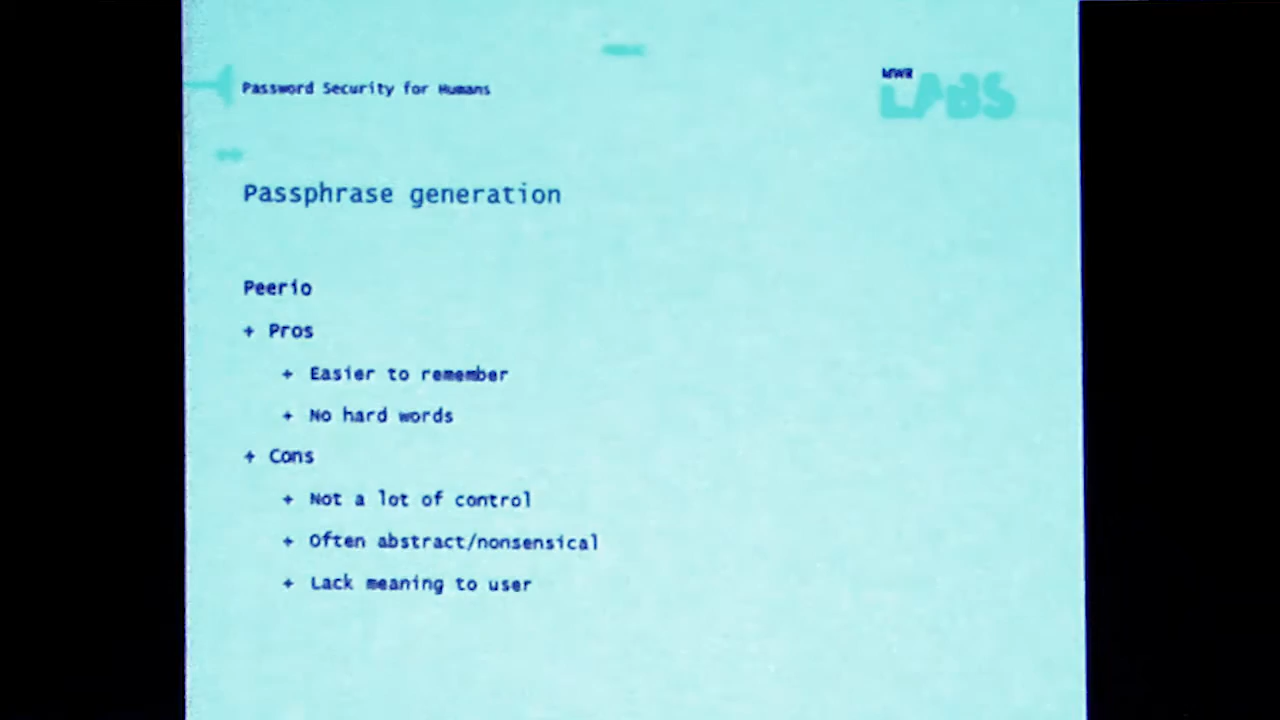 Password Security for Humans
MWR
LABS
Passphrase generation
Peerio
+ Pros
+ Easier to remember
+ No hard words
+ Cons
+ Not a lot of control
+ Often abstract/nonsensical
+ Lack meaning to user